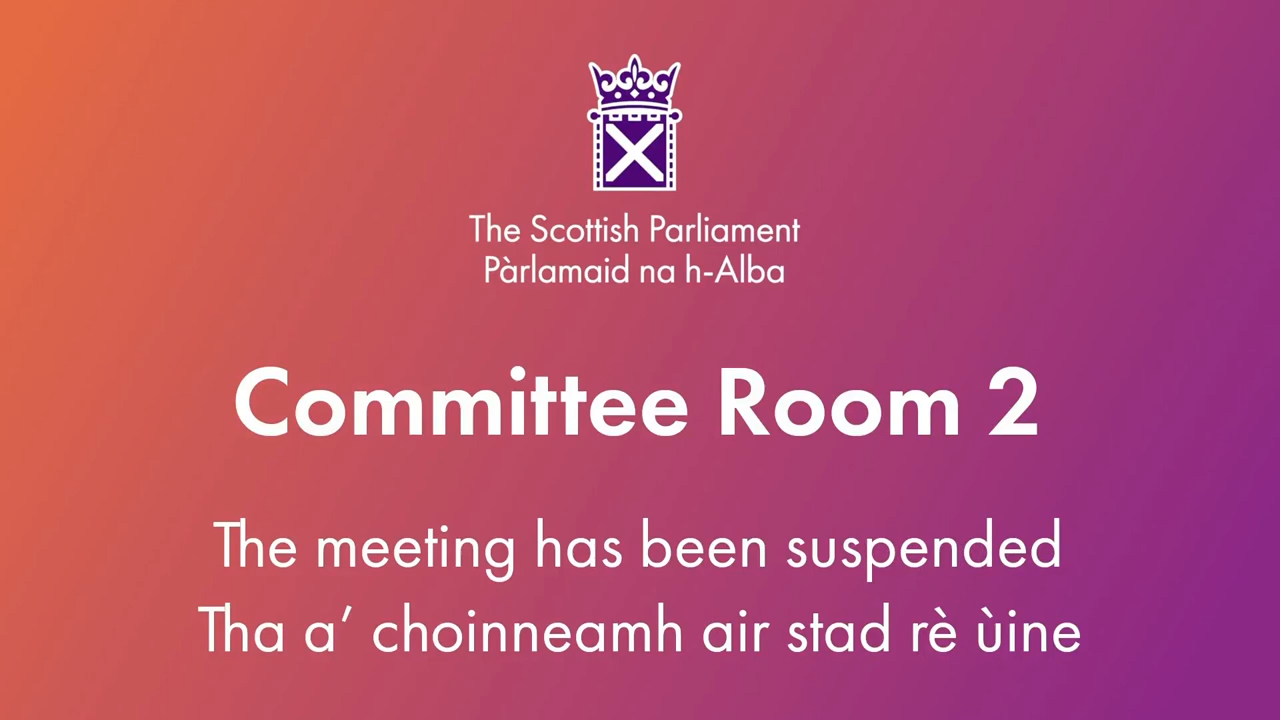 The Scottish Parliament
Pàrlamaid na h-Alba
Committee Room 2
The meeting has been suspended
Tha a’ choinneamh air stad rè ùine